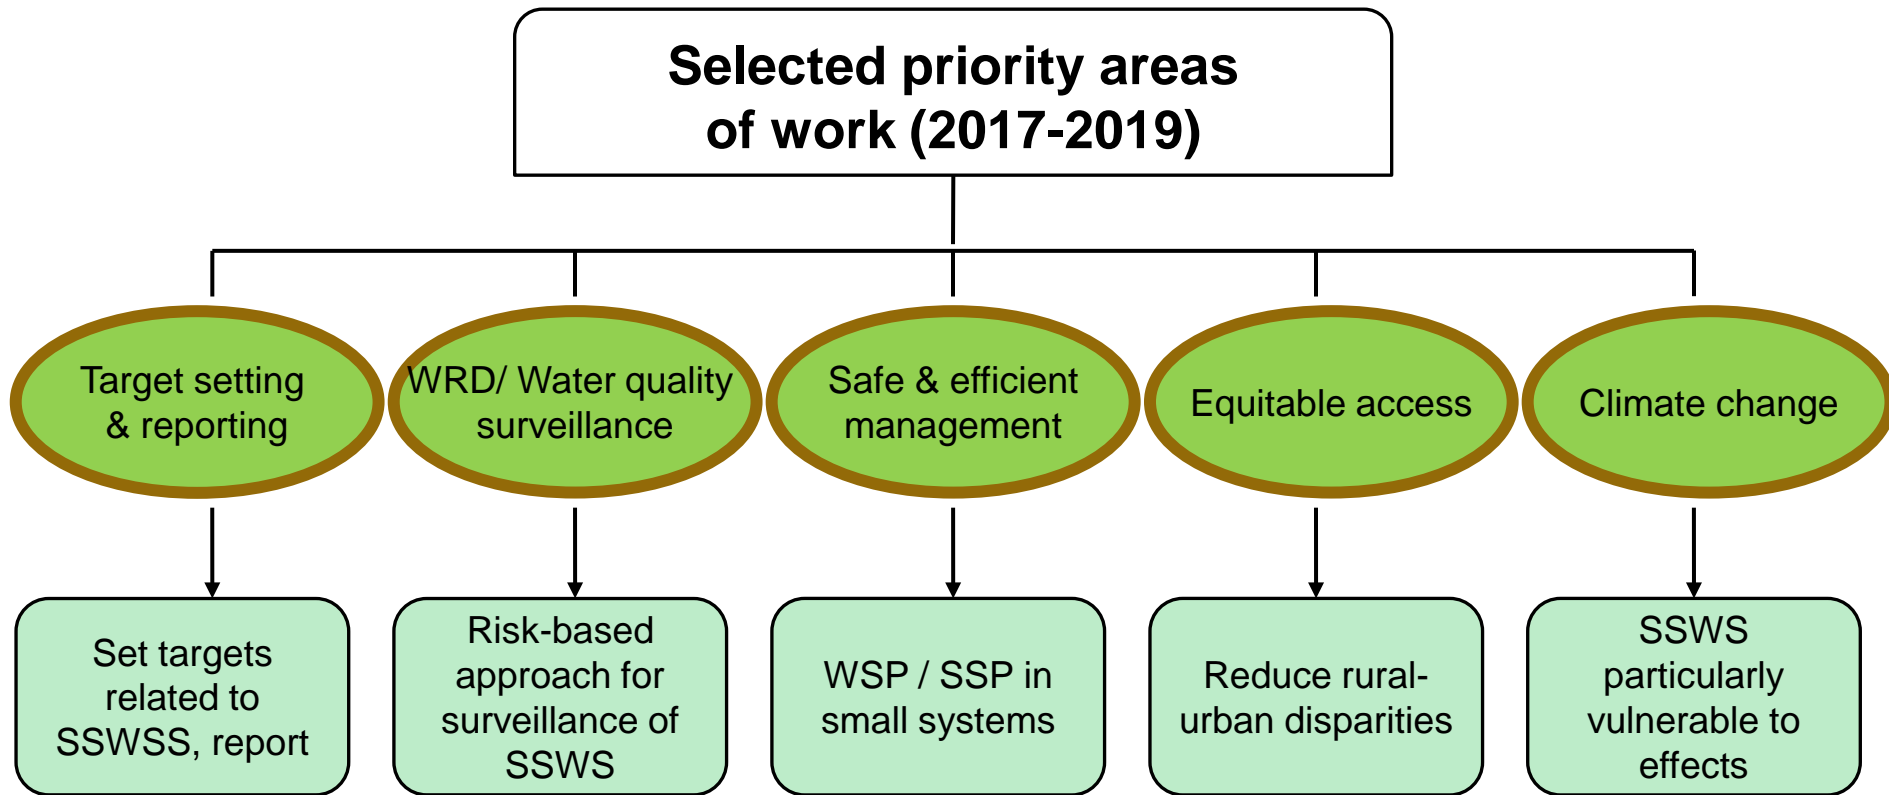 Selected priority areas
of work (2017-2019)
Target setting
& reporting
WRD/ Water quality
surveillance
Safe & efficient
management
Equitable access
Climate change
Set targets
related to
SSWSS, report
Risk-based
approach for
surveillance of
SSWS
WSP / SSP in
small systems
Reduce rural-
urban disparities
SSWS
particularly
vulnerable to
effects